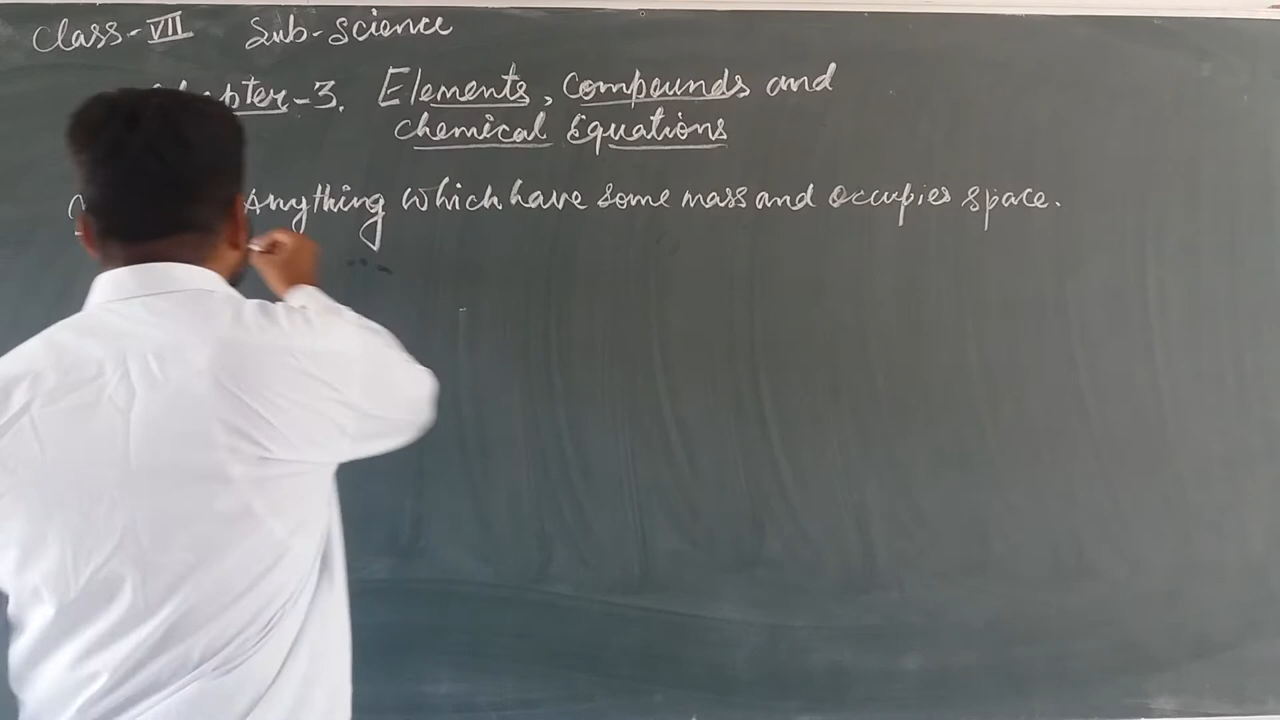 Class-VII Sub-science
Chapter-3. Elements, Compounds and
chemical Equations
Anything which have some mass and occupies space.